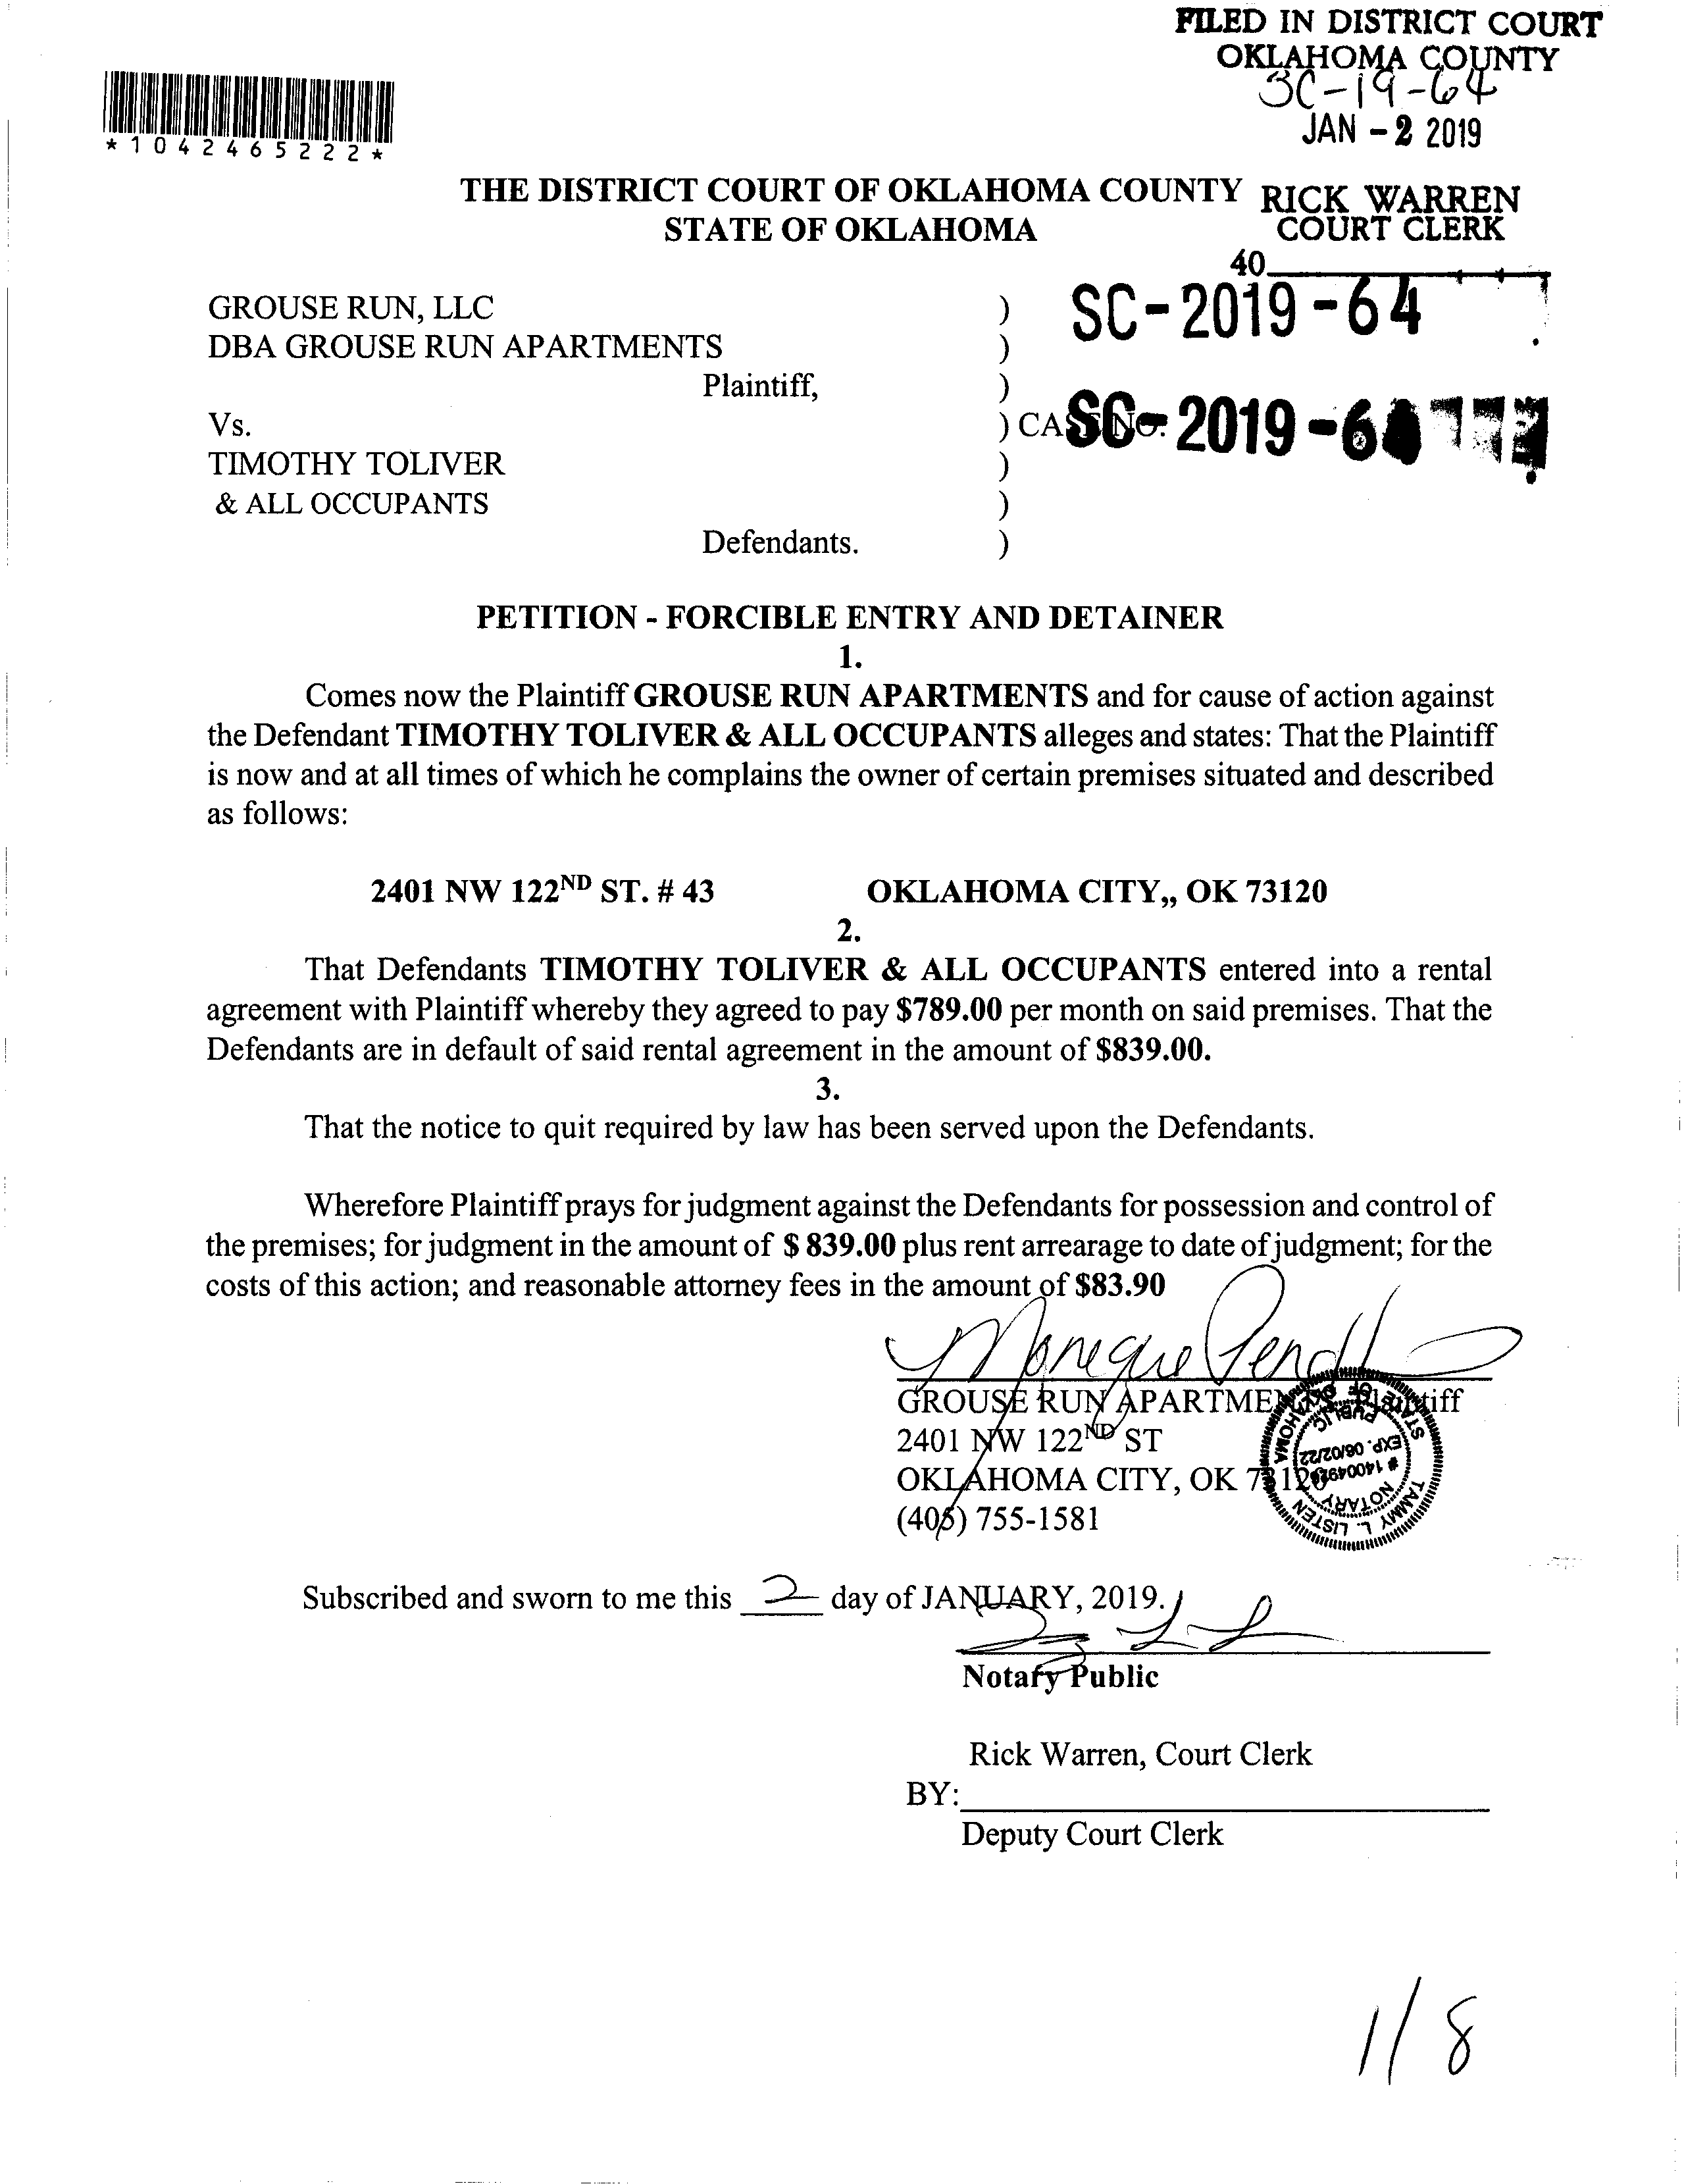 FILED IN DISTRICT COURT
OKLAHOMA COUNTY
SC-19-64
JAN - 2 2019
*1042465222*
THE DISTRICT COURT OF OKLAHOMA COUNTY
STATE OF OKLAHOMA
RICK WARREN
COURT CLERK
40
GROUSE RUN, LLC )
DBA GROUSE RUN APARTMENTS )
SC-2019-64
Plaintiff, )
Vs. ) CASE NO.
SC-2019-64
TIMOTHY TOLIVER )
& ALL OCCUPANTS )
Defendants. )
PETITION - FORCIBLE ENTRY AND DETAINER
1.
Comes now the Plaintiff GROUSE RUN APARTMENTS and for cause of action against
the Defendant TIMOTHY TOLIVER & ALL OCCUPANTS alleges and states: That the Plaintiff
is now and at all times of which he complains the owner of certain premises situated and described
as follows:
2401 NW 122ND ST. # 43 OKLAHOMA CITY,, OK 73120
2.
That Defendants TIMOTHY TOLIVER & ALL OCCUPANTS entered into a rental
agreement with Plaintiff whereby they agreed to pay $789.00 per month on said premises. That the
Defendants are in default of said rental agreement in the amount of $839.00.
3.
That the notice to quit required by law has been served upon the Defendants.
Wherefore Plaintiff prays for judgment against the Defendants for possession and control of
the premises; for judgment in the amount of $ 839.00 plus rent arrearage to date of judgment; for the
costs of this action; and reasonable attorney fees in the amount of $83.90
Monique
GROUSE RUN APARTMENTS, Plaintiff
2401 NW 122ND ST
OKLAHOMA CITY, OK 73120
(405) 755-1581
TAMMY L. LISTEN
NOTARY
EXP. 06/02/22
PUBLIC
STATE OF OKLAHOMA
Subscribed and sworn to me this 2 day of JANUARY, 2019.
Notary Public
Rick Warren, Court Clerk
BY:
Deputy Court Clerk
1/8